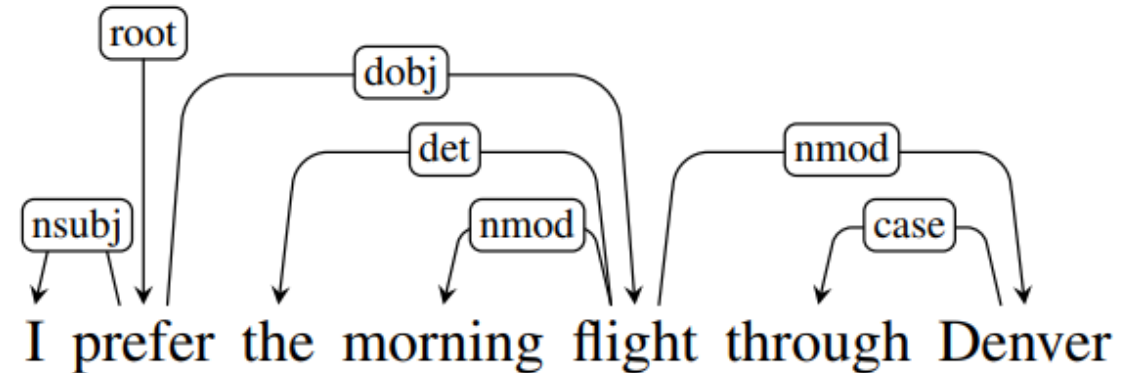 root
dobj
det nmod
nsubj nmod case
I prefer the morning flight through Denver